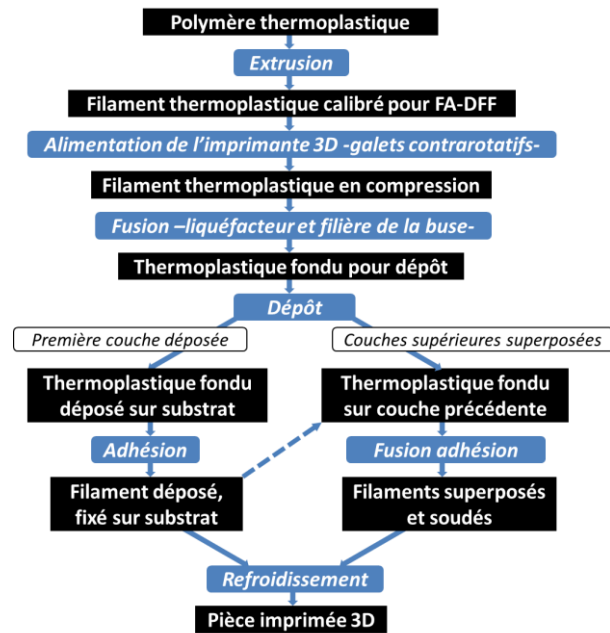 Polymère thermoplastique
Extrusion
Filament thermoplastique calibré pour FA-DFF
Alimentation de l'imprimante 3D -galets contrarotatifs-
Filament thermoplastique en compression
Fusion –liquéfacteur et filière de la buse-
Thermoplastique fondu pour dépôt
Dépôt
Première couche déposée
Couches supérieures superposées
Thermoplastique fondu
déposé sur substrat
Thermoplastique fondu
sur couche précédente
Adhésion
Fusion adhésion
Filament déposé,
fixé sur substrat
Filaments superposés
et soudés
Refroidissement
Pièce imprimée 3D